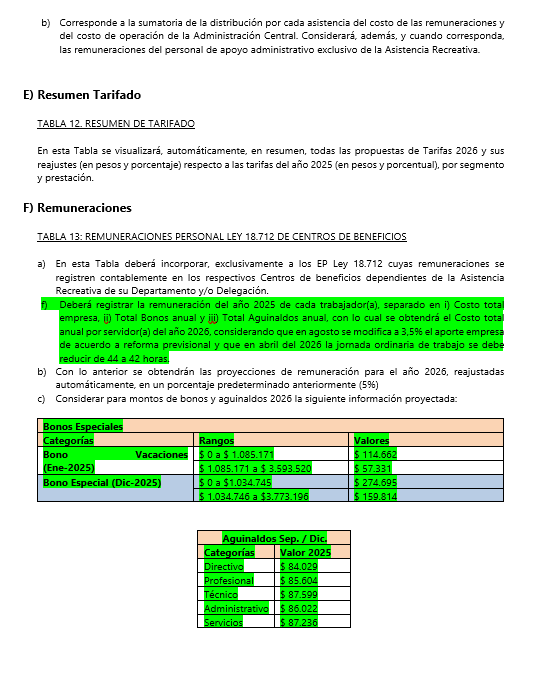 b) Corresponde a la sumatoria de la distribución por cada asistencia del costo de las remuneraciones y
del costo de operación de la Administración Central. Considerará, además, y cuando corresponda,
las remuneraciones del personal de apoyo administrativo exclusivo de la Asistencia Recreativa.
E) Resumen Tarifado
TABLA 12. RESUMEN DE TARIFADO
En esta Tabla se visualizará, automáticamente, en resumen, todas las propuestas de Tarifas 2026 y sus
reajustes (en pesos y porcentaje) respecto a las tarifas del año 2025 (en pesos y porcentual), por segmento
y prestación.
F) Remuneraciones
TABLA 13: REMUNERACIONES PERSONAL LEY 18.712 DE CENTROS DE BENEFICIOS
a) En esta Tabla deberá incorporar, exclusivamente a los EP Ley 18.712 cuyas remuneraciones se
registren contablemente en los respectivos Centros de beneficios dependientes de la Asistencia
Recreativa de su Departamento y/o Delegación.
f) Deberá registrar la remuneración del año 2025 de cada trabajador(a), separado en i) Costo total
empresa, ii) Total Bonos anual y iii) Total Aguinaldos anual, con lo cual se obtendrá el Costo total
anual por servidor(a) del año 2026, considerando que en agosto se modifica a 3,5% el aporte empresa
de acuerdo a reforma previsional y que en abril del 2026 la jornada ordinaria de trabajo se debe
reducir de 44 a 42 horas.
b) Con lo anterior se obtendrán las proyecciones de remuneración para el año 2026, reajustadas
automáticamente, en un porcentaje predeterminado anteriormente (5%)
c) Considerar para montos de bonos y aguinaldos 2026 la siguiente información proyectada:
Bonos Especiales
Categorías Rangos Valores
Bono Vacaciones $ 0 a $ 1.085.171 $ 114.662
(Ene-2025) $ 1.085.171 a $ 3.593.520 $ 57.331
Bono Especial (Dic-2025) $ 0 a $1.034.745 $ 274.695
$ 1.034.746 a $3.773.196 $ 159.814
Aguinaldos Sep. / Dic.
Categorías Valor 2025
Directivo $ 84.029
Profesional $ 85.604
Técnico $ 87.599
Administrativo $ 86.022
Servicios $ 87.236